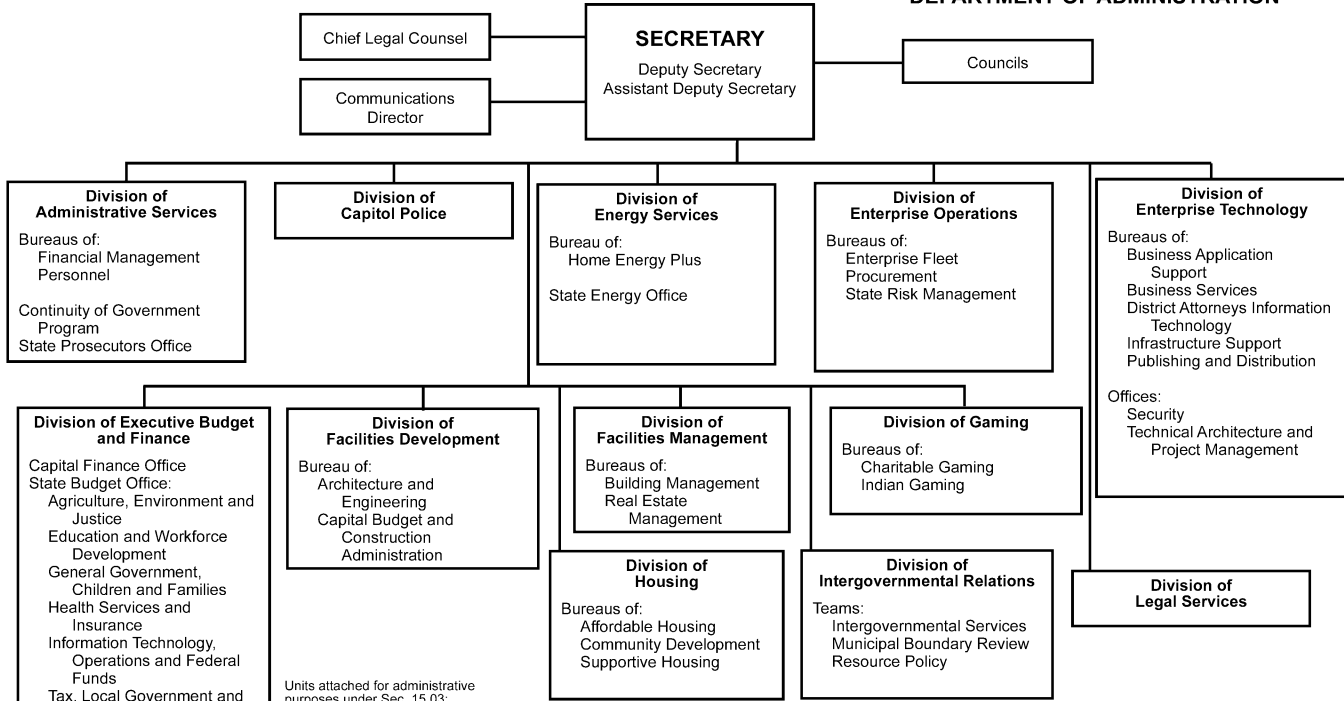 DEPARTMENT OF ADMINISTRATION
Chief Legal Counsel
Communications
Director
SECRETARY
Deputy Secretary
Assistant Deputy Secretary
Councils
Division of
Administrative Services
Bureaus of:
Financial Management
Personnel
Continuity of Government
Program
State Prosecutors Office
Division of
Capitol Police
Division of
Energy Services
Bureau of:
Home Energy Plus
State Energy Office
Division of
Enterprise Operations
Bureaus of:
Enterprise Fleet
Procurement
State Risk Management
Division of
Enterprise Technology
Bureaus of:
Business Application
Support
Business Services
District Attorneys Information
Technology
Infrastructure Support
Publishing and Distribution
Offices:
Security
Technical Architecture and
Project Management
Division of Executive Budget
and Finance
Capital Finance Office
State Budget Office:
Agriculture, Environment and
Justice
Education and Workforce
Development
General Government,
Children and Families
Health Services and
Insurance
Information Technology,
Operations and Federal
Funds
Tax, Local Government and
Division of
Facilities Development
Bureau of:
Architecture and
Engineering
Capital Budget and
Construction
Administration
Division of
Facilities Management
Bureaus of:
Building Management
Real Estate
Management
Division of Gaming
Bureaus of:
Charitable Gaming
Indian Gaming
Division of
Housing
Bureaus of:
Affordable Housing
Community Development
Supportive Housing
Division of
Intergovernmental Relations
Teams:
Intergovernmental Services
Municipal Boundary Review
Resource Policy
Division of
Legal Services
Units attached for administrative
purposes under Sec. 15.03: